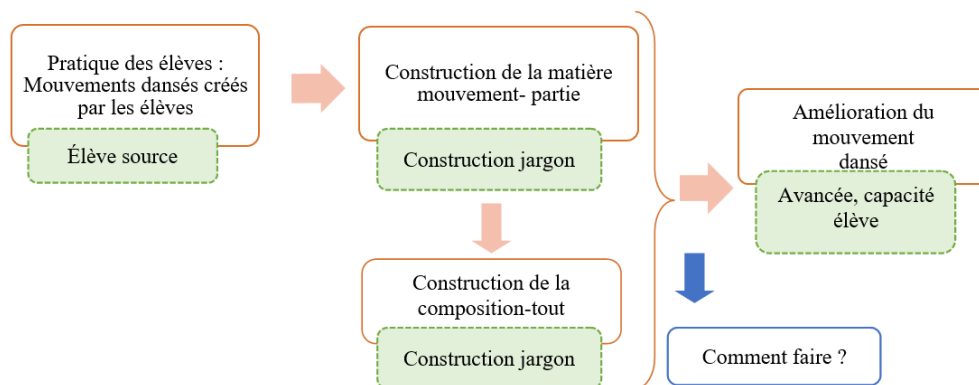 Pratique des élèves :
Mouvements dansés créés
par les élèves
Élève source
Construction de la matière
mouvement- partie
Construction jargon
Construction de la
composition-tout
Construction jargon
Amélioration du
mouvement
dansé
Avancée, capacité
élève
Comment faire ?